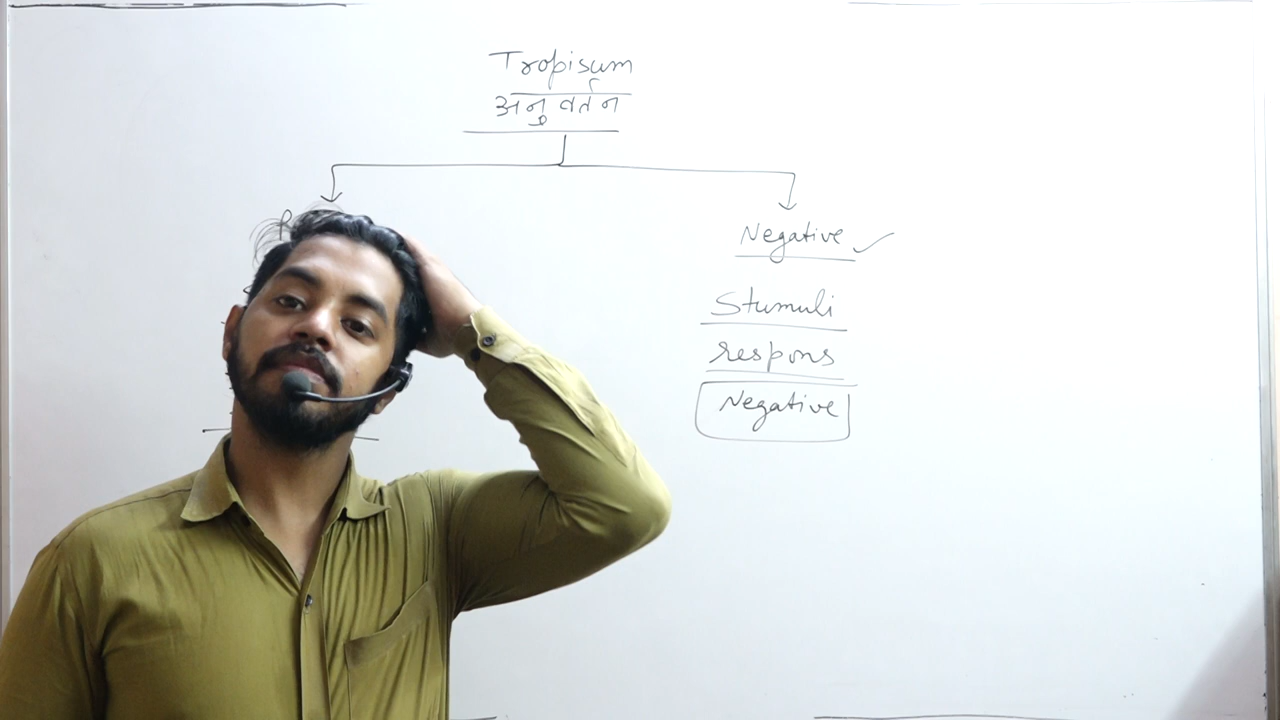 Tropisum
अनुवर्तन
Negative
Stumuli
respons
Negative